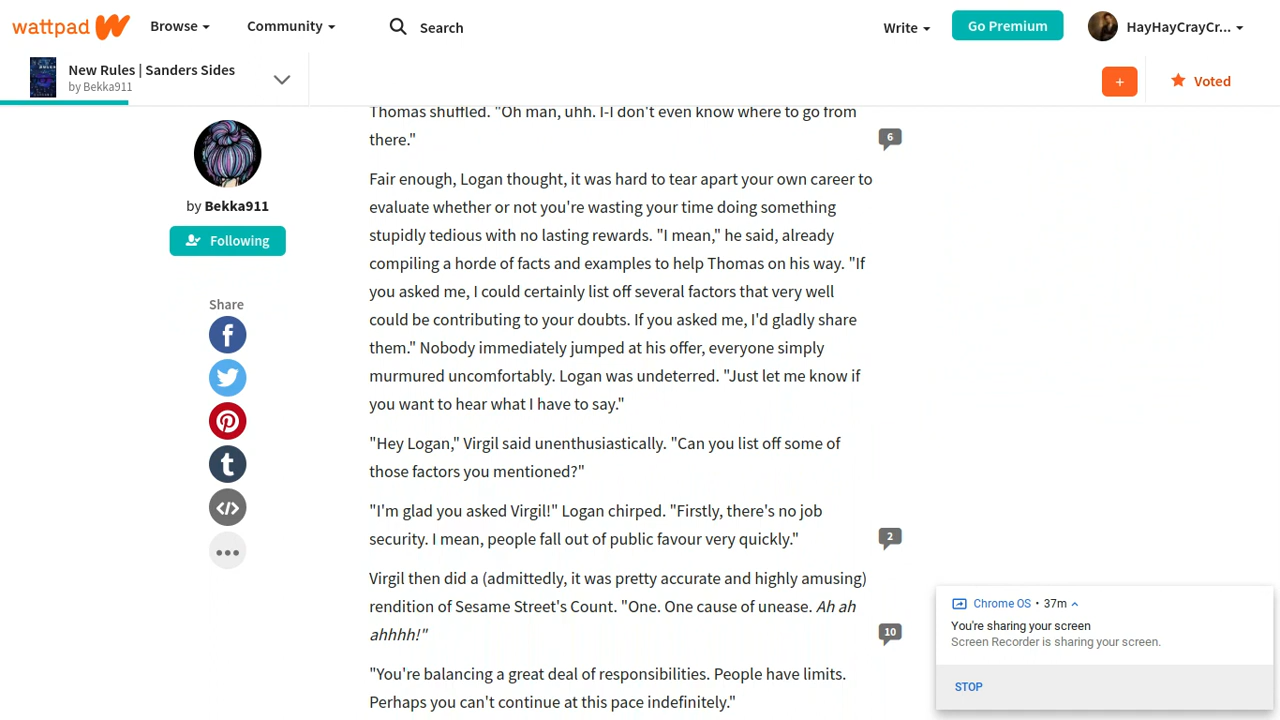 wattpad Browse Community Search Write Go Premium HayHayCrayCr...
New Rules | Sanders Sides
by Bekka911
+ Voted
Thomas shuffled. "Oh man, uhh. I-I don't even know where to go from
there."
6
by Bekka911
Following
Share
Fair enough, Logan thought, it was hard to tear apart your own career to
evaluate whether or not you're wasting your time doing something
stupidly tedious with no lasting rewards. "I mean," he said, already
compiling a horde of facts and examples to help Thomas on his way. "If
you asked me, I could certainly list off several factors that very well
could be contributing to your doubts. If you asked me, I'd gladly share
them." Nobody immediately jumped at his offer, everyone simply
murmured uncomfortably. Logan was undeterred. "Just let me know if
you want to hear what I have to say."
"Hey Logan," Virgil said unenthusiastically. "Can you list off some of
those factors you mentioned?"
"I'm glad you asked Virgil!" Logan chirped. "Firstly, there's no job
security. I mean, people fall out of public favour very quickly."
2
Virgil then did a (admittedly, it was pretty accurate and highly amusing)
rendition of Sesame Street's Count. "One. One cause of unease. Ah ah
ahhhh!"
10
"You're balancing a great deal of responsibilities. People have limits.
Perhaps you can't continue at this pace indefinitely."
Chrome OS • 37m
You're sharing your screen
Screen Recorder is sharing your screen.
STOP